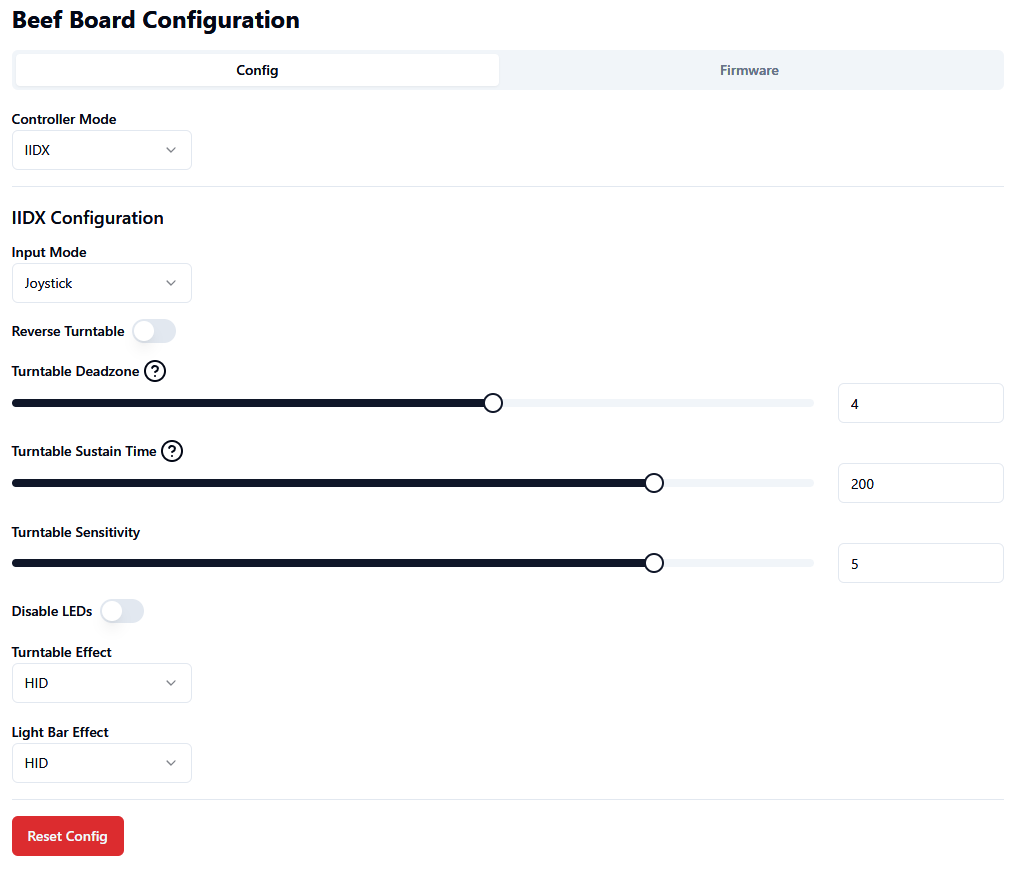 Beef Board Configuration
Config Firmware
Controller Mode
IIDX
IIDX Configuration
Input Mode
Joystick
Reverse Turntable
Turntable Deadzone ?
4
Turntable Sustain Time ?
200
Turntable Sensitivity
5
Disable LEDs
Turntable Effect
HID
Light Bar Effect
HID
Reset Config